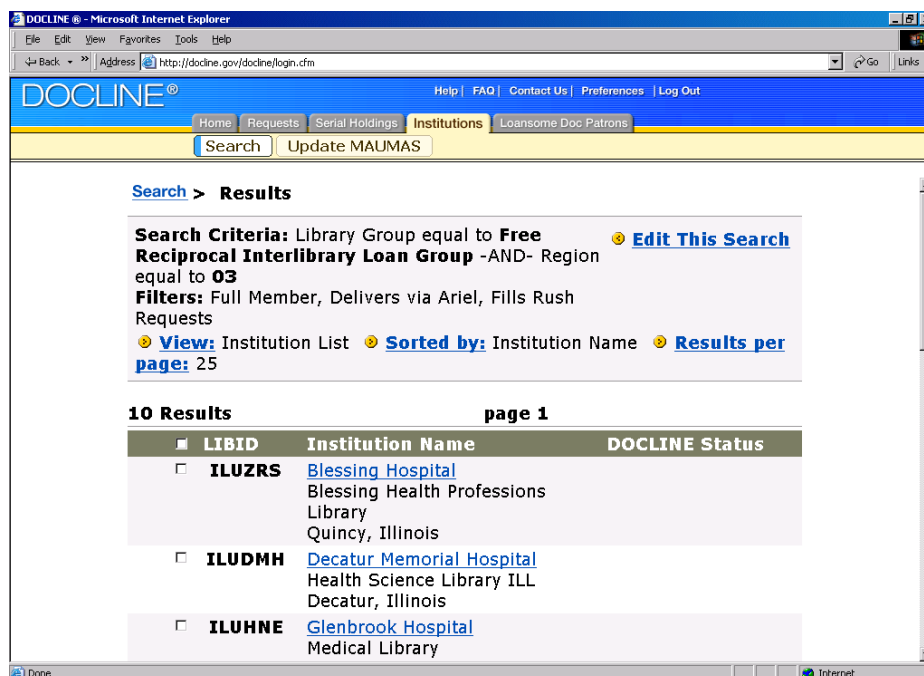 DOCLINE ® - Microsoft Internet Explorer
File Edit View Favorites Tools Help
Back » Address http://docline.gov/docline/login.cfm Go Links
DOCLINE®
Help | FAQ | Contact Us | Preferences | Log Out
Home Requests Serial Holdings Institutions Loansome Doc Patrons
Search Update MAUMAS
Search > Results
Search Criteria: Library Group equal to Free Edit This Search
Reciprocal Interlibrary Loan Group -AND- Region
equal to 03
Filters: Full Member, Delivers via Ariel, Fills Rush
Requests
View: Institution List Sorted by: Institution Name Results per
page: 25
10 Results page 1
LIBID Institution Name DOCLINE Status
ILUZRS Blessing Hospital
Blessing Health Professions
Library
Quincy, Illinois
ILUDMH Decatur Memorial Hospital
Health Science Library ILL
Decatur, Illinois
ILUHNE Glenbrook Hospital
Medical Library
Done Internet